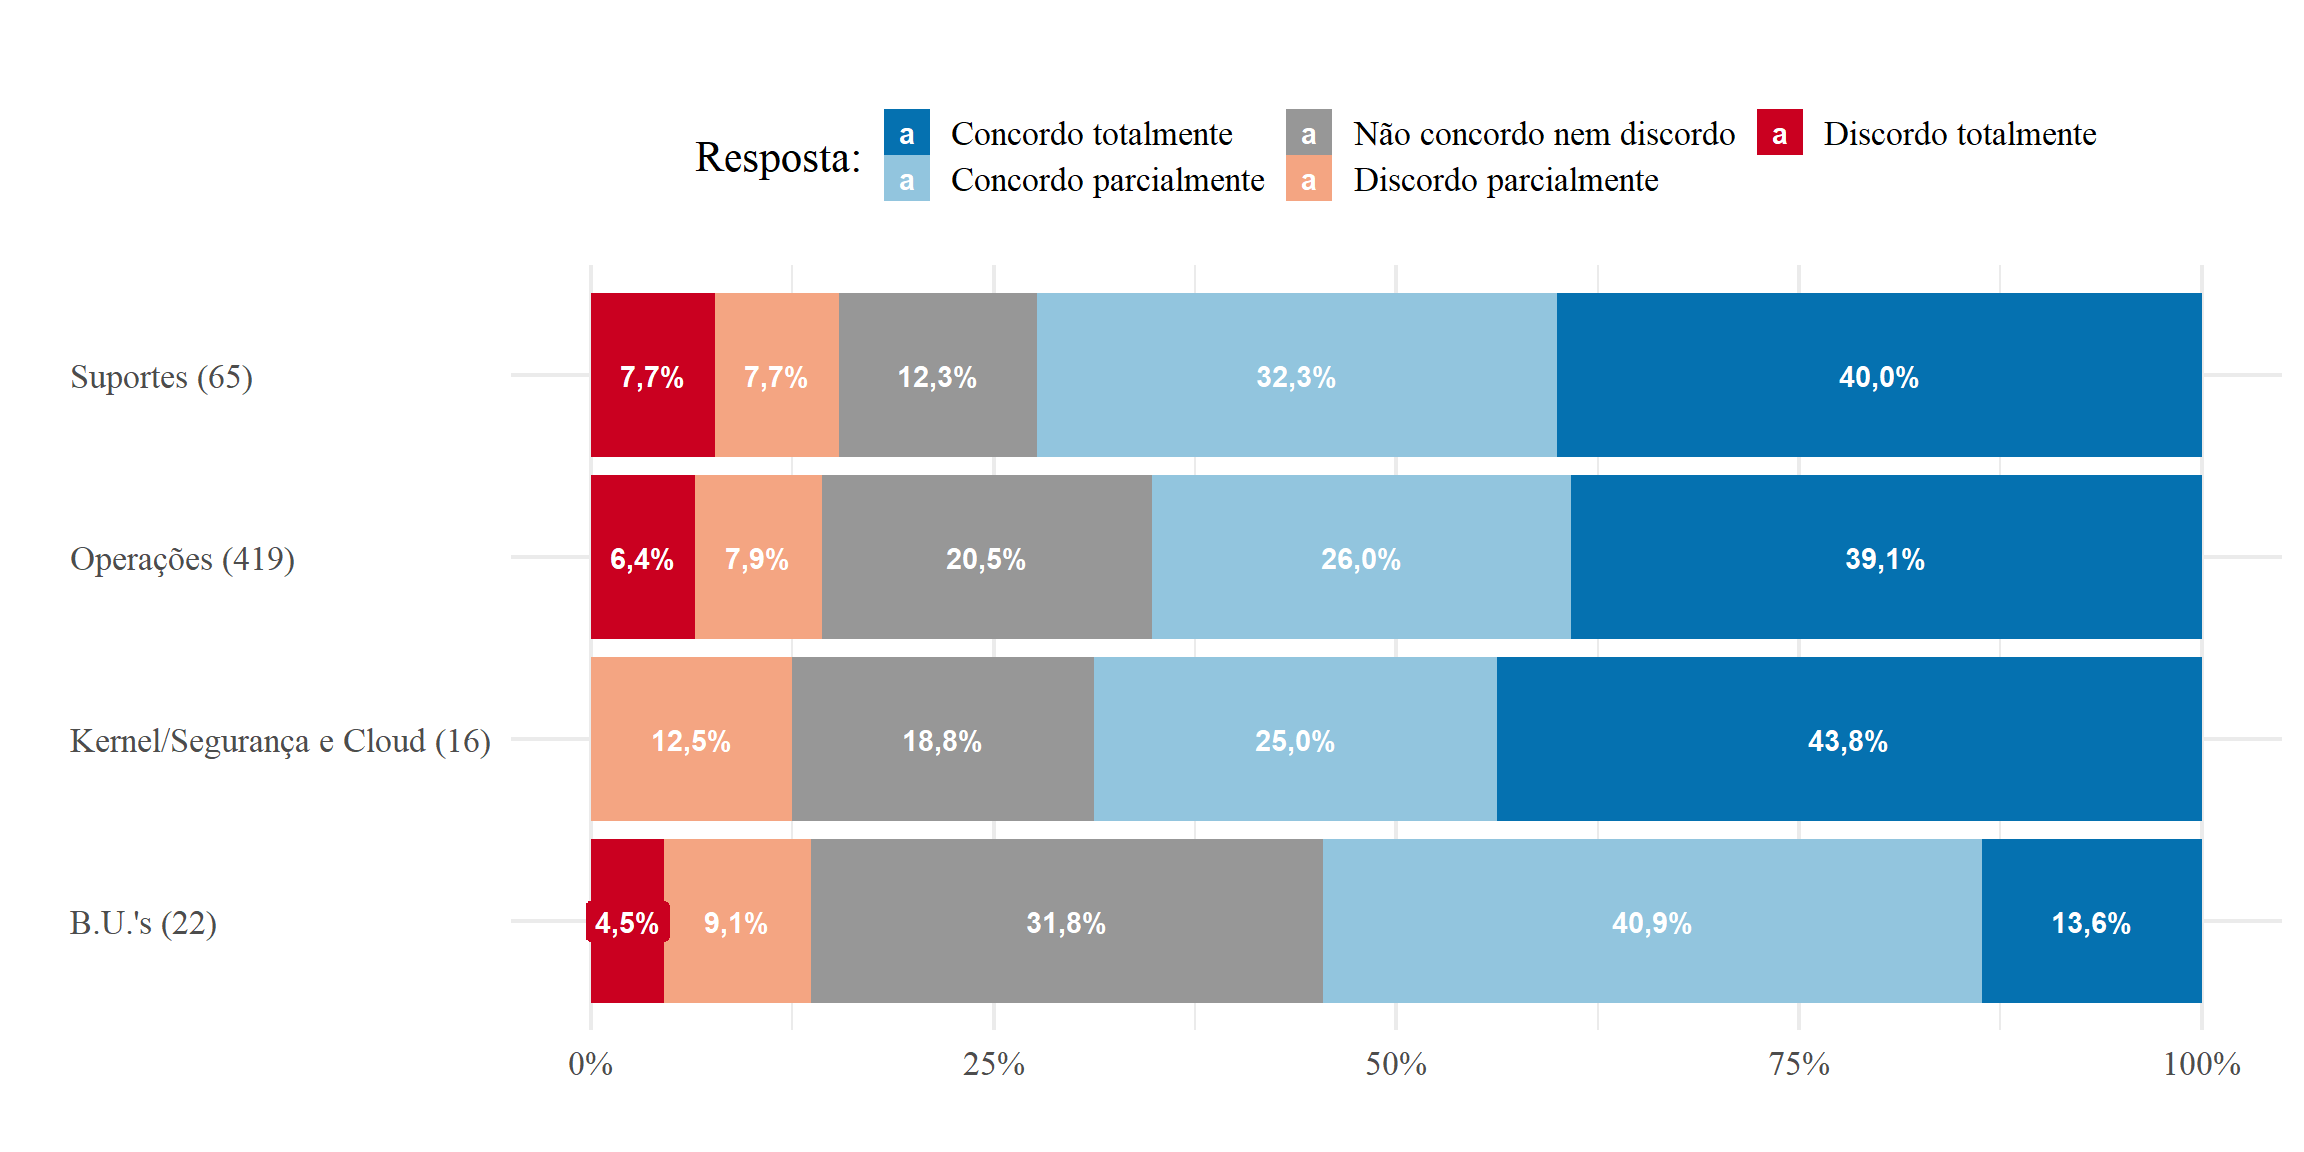 Resposta:
a Concordo totalmente
a Concordo parcialmente
a Não concordo nem discordo
a Discordo parcialmente
a Discordo totalmente
Suportes (65) 7,7% 7,7% 12,3% 32,3% 40,0%
Operações (419) 6,4% 7,9% 20,5% 26,0% 39,1%
Kernel/Segurança e Cloud (16) 12,5% 18,8% 25,0% 43,8%
B.U.'s (22) 4,5% 9,1% 31,8% 40,9% 13,6%
0% 25% 50% 75% 100%